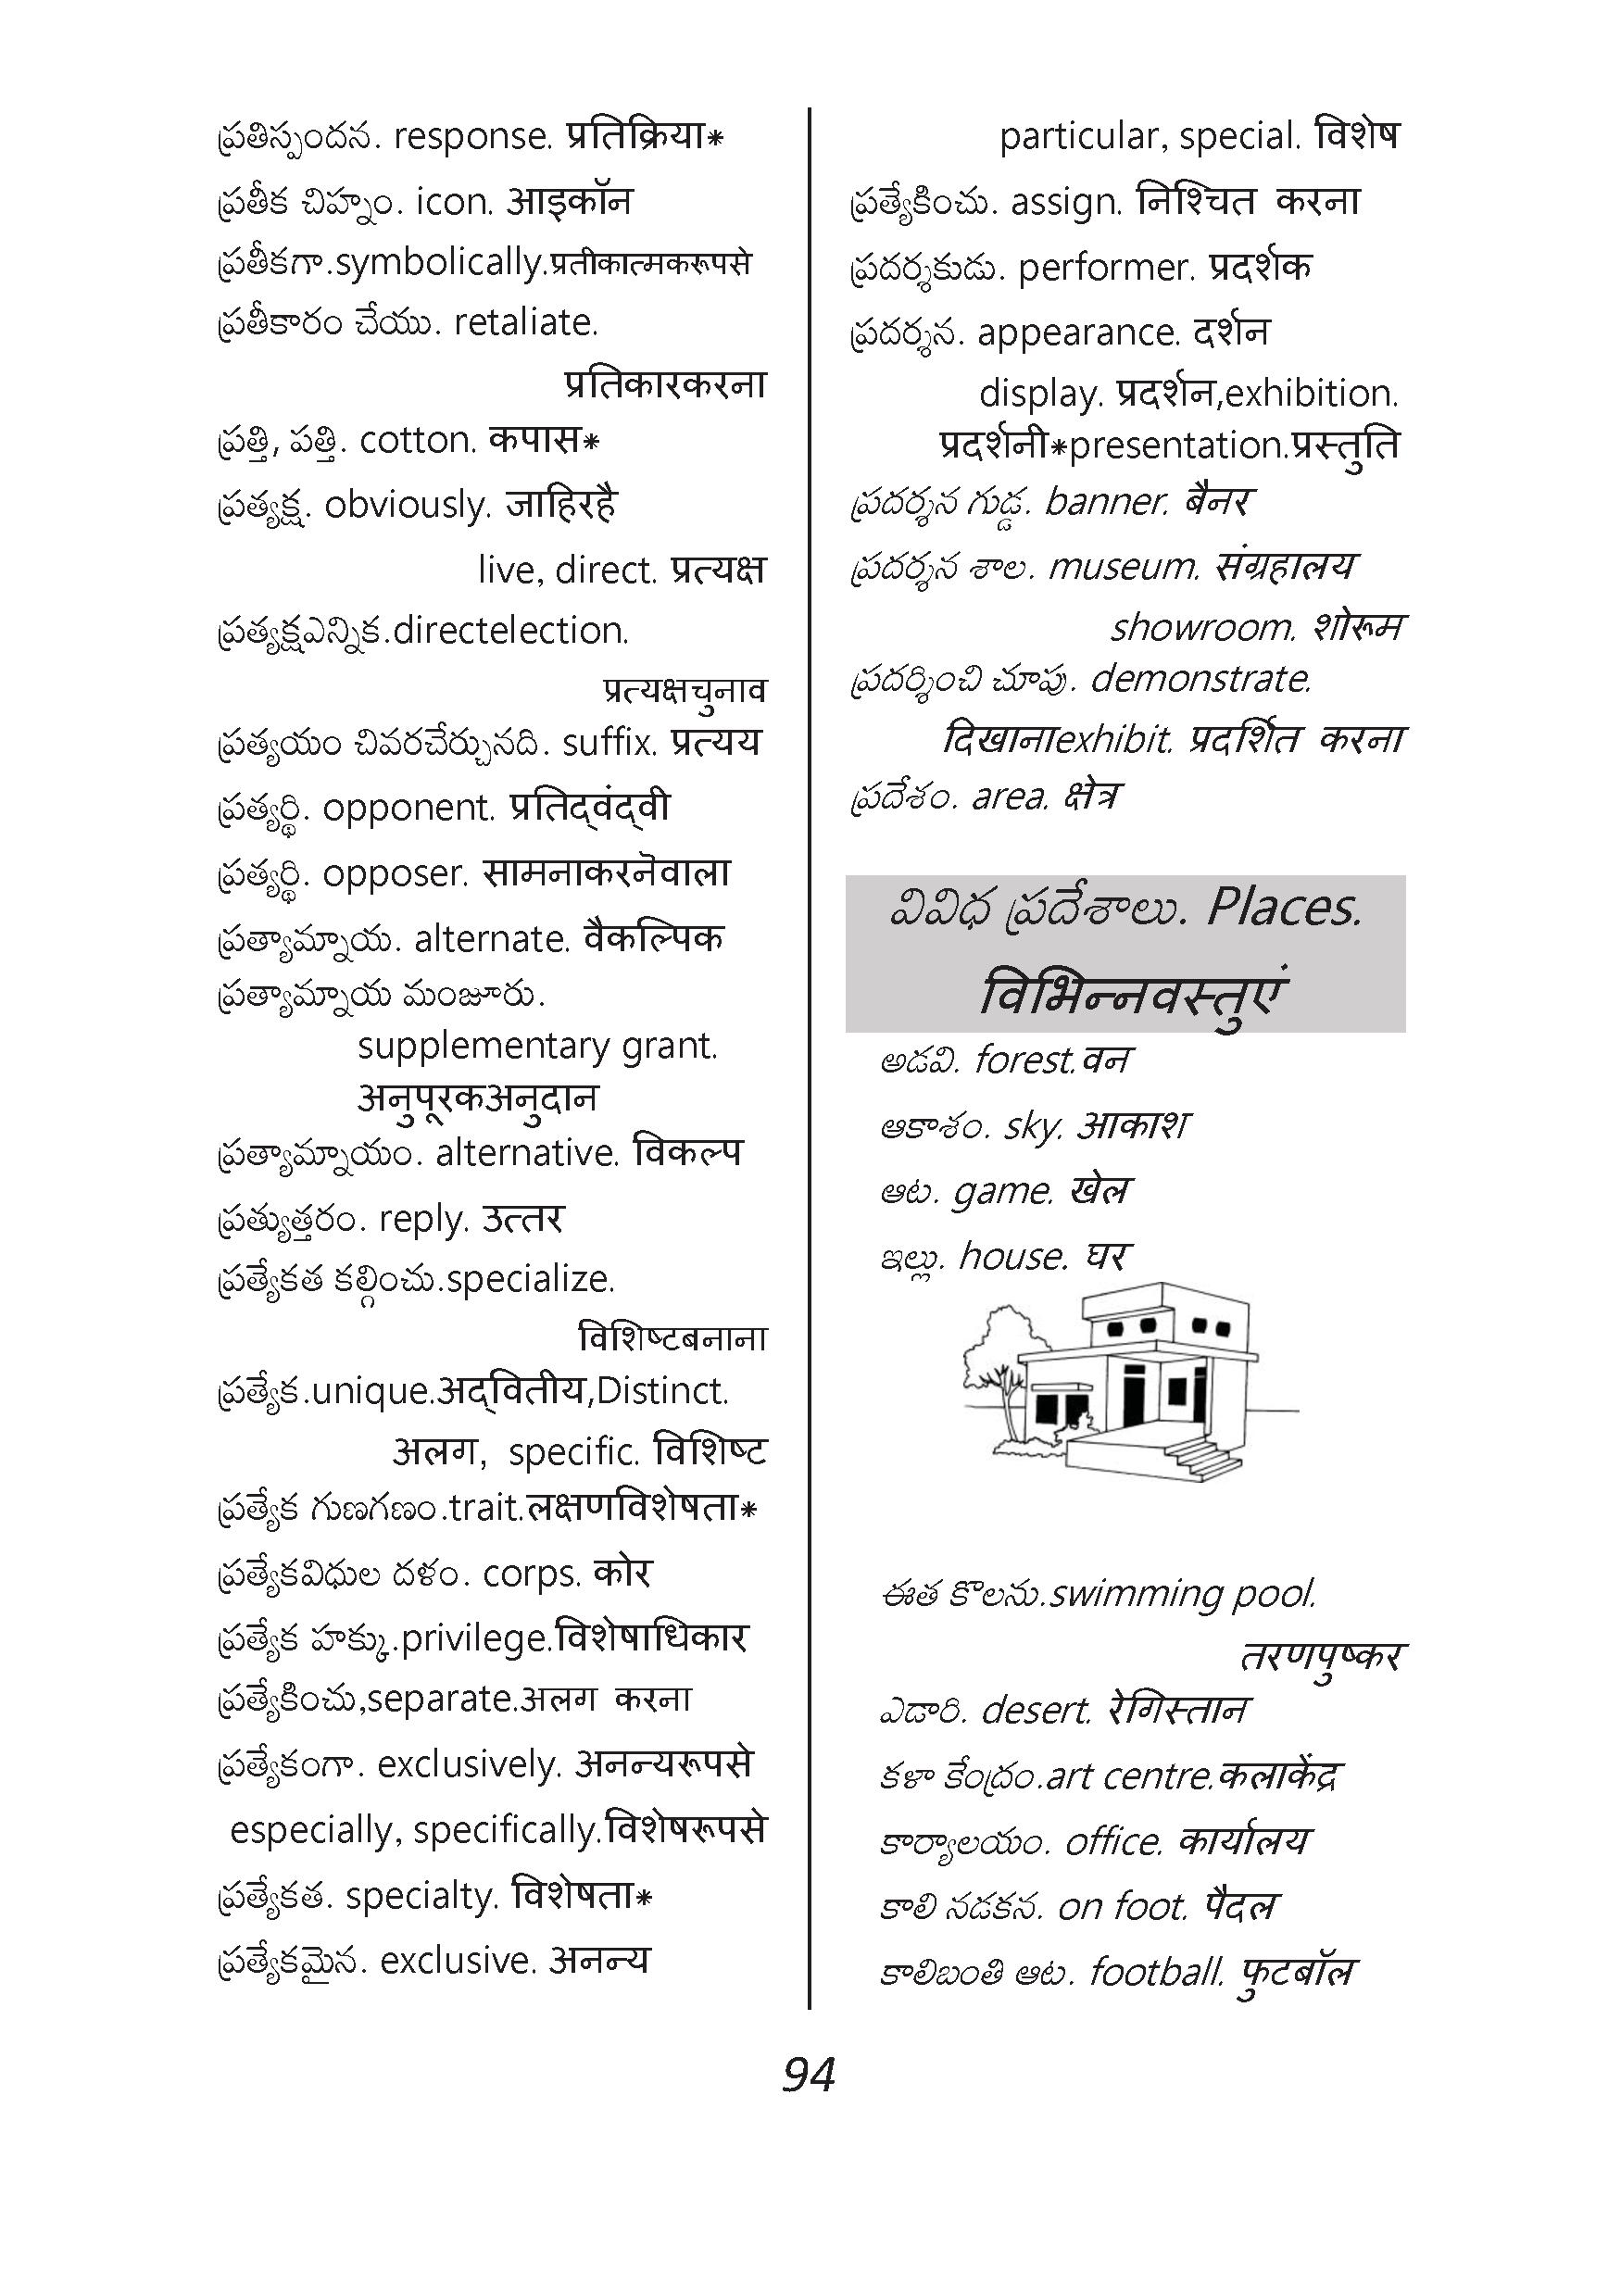 ప్రతిస్పందన. response. प्रतिक्रिया*
ప్రతీక చిహ్నం. icon. आइकॉन
ప్రతీకగా.symbolically.प्रतीकात्मकरूपसे
ప్రతీకారం చేయు. retaliate.
प्रतिकारकरना
ప్రత్తి, పత్తి. cotton. कपास*
ప్రత్యక్ష. obviously. जाहिरहै
live, direct. प्रत्यक्ष
ప్రత్యక్షఎన్నిక.directelection.
प्रत्यक्षचुनाव
ప్రత్యయం చివరచేర్చునది. suffix. प्रत्यय
ప్రత్యర్థి. opponent. प्रतिद्वंद्वी
ప్రత్యర్థి. opposer. सामनाकरनेवाला
ప్రత్యామ్నాయ. alternate. वैकल्पिक
ప్రత్యామ్నాయ మంజూరు.
supplementary grant.
अनुपूरकअनुदान
ప్రత్యామ్నాయం. alternative. विकल्प
ప్రత్యుత్తరం. reply. उत्तर
ప్రత్యేకత కల్గించు.specialize.
विशिष्टबनाना
ప్రత్యేక.unique.अद्वितीय,Distinct.
अलग, specific. विशिष्ट
ప్రత్యేక గుణగణం.trait.लक्षणविशेषता*
ప్రత్యేకవిధుల దళం. corps. कोर
ప్రత్యేక హక్కు.privilege.विशेषाधिकार
ప్రత్యేకించు,separate.अलग करना
ప్రత్యేకంగా. exclusively. अनन्यरूपसे
especially, specifically.विशेषरूपसे
ప్రత్యేకత. specialty. विशेषता*
ప్రత్యేకమైన. exclusive. अनन्य
particular, special. विशेष
ప్రత్యేకించు. assign. निश्चित करना
ప్రదర్శకుడు. performer. प्रदर्शक
ప్రదర్శన. appearance. दर्शन
display. प्रदर्शन,exhibition.
प्रदर्शनी*presentation.प्रस्तुति
ప్రదర్శన గుడ్డ. banner. बैनर
ప్రదర్శన శాల. museum. संग्रहालय
showroom. शोरूम
ప్రదర్శించి చూపు. demonstrate.
दिखानाexhibit. प्रदर्शित करना
ప్రదేశం. area. क्षेत्र
వివిధ ప్రదేశాలు. Places.
विभिन्नवस्तुएं
అడవి. forest.वन
ఆకాశం. sky. आकाश
ఆట. game. खेल
ఇల్లు. house. घर
ఈత కొలను.swimming pool.
तरणपुष्कर
ఎడారి. desert. रेगिस्तान
కళా కేంద్రం.art centre.कलाकेंद्र
కార్యాలయం. office. कार्यालय
కాలి నడకన. on foot. पैदल
కాలిబంతి ఆట. football. फुटबॉल
94